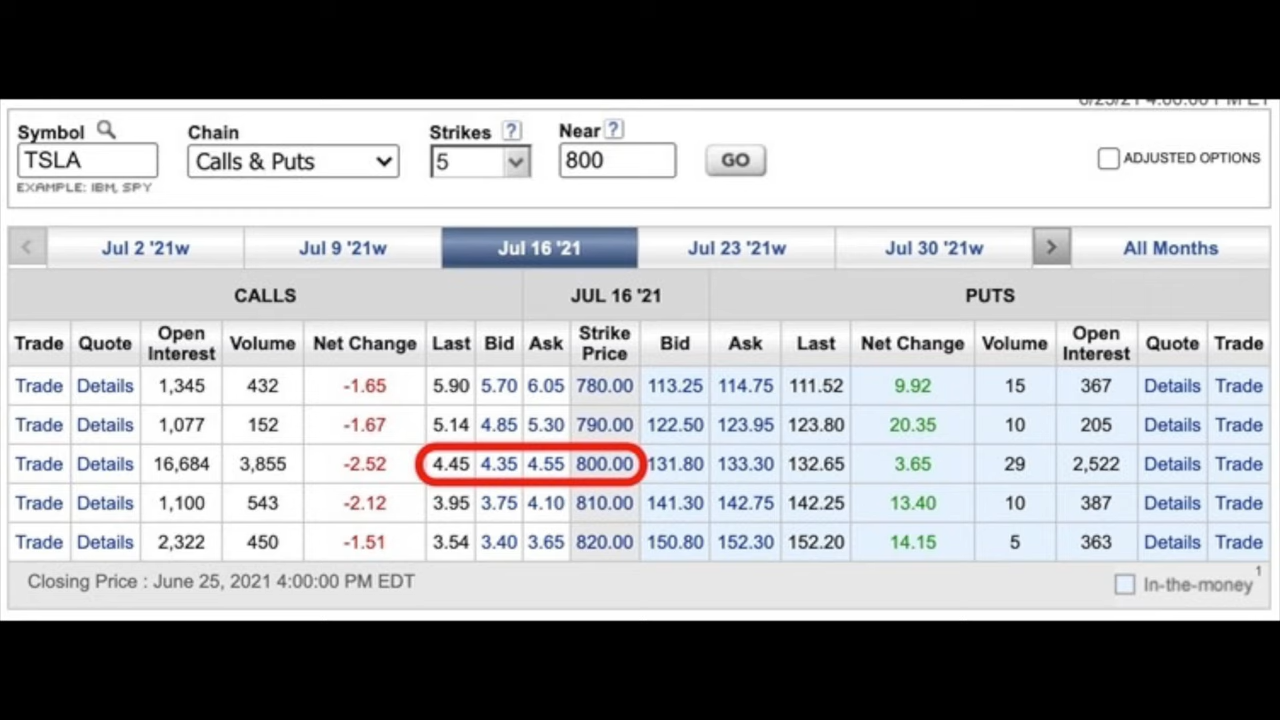 Symbol Chain Strikes ? Near ?
TSLA Calls & Puts 5 800 GO ADJUSTED OPTIONS
EXAMPLE: IBM, SPY
< Jul 2 '21w Jul 9 '21w Jul 16 '21 Jul 23 '21w Jul 30 '21w > All Months
CALLS JUL 16 '21 PUTS
Trade Quote Open Interest Volume Net Change Last Bid Ask Strike Price Bid Ask Last Net Change Volume Open Interest Quote Trade
Trade Details 1,345 432 -1.65 5.90 5.70 6.05 780.00 113.25 114.75 111.52 9.92 15 367 Details Trade
Trade Details 1,077 152 -1.67 5.14 4.85 5.30 790.00 122.50 123.95 123.80 20.35 10 205 Details Trade
Trade Details 16,684 3,855 -2.52 4.45 4.35 4.55 800.00 131.80 133.30 132.65 3.65 29 2,522 Details Trade
Trade Details 1,100 543 -2.12 3.95 3.75 4.10 810.00 141.30 142.75 142.25 13.40 10 387 Details Trade
Trade Details 2,322 450 -1.51 3.54 3.40 3.65 820.00 150.80 152.30 152.20 14.15 5 363 Details Trade
Closing Price : June 25, 2021 4:00:00 PM EDT In-the-money 1